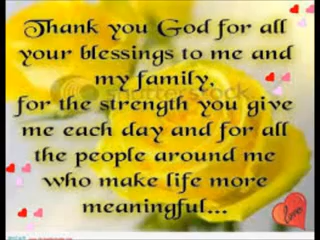 Thank you God for all
your blessings to me and
my family,
for the strength you give
me each day and for all
the people around me
who make life more
meaningful...
Love